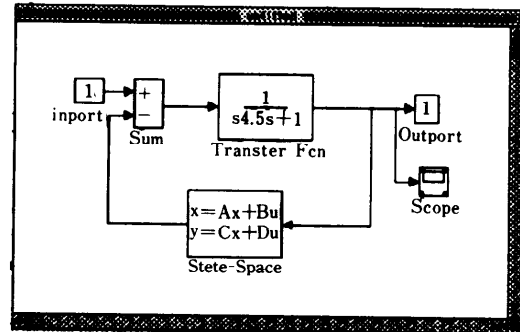 1
inport
+
−
Sum
1
s4.5s+1
Transter Fcn
1
Outport
Scope
x=Ax+Bu
y=Cx+Du
Stete-Space